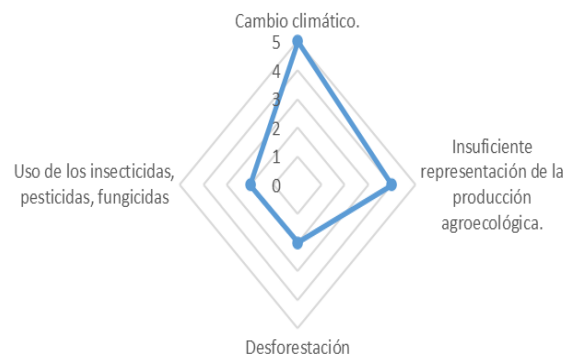 Cambio climático.
5
4
3
2
1
0
Insuficiente
representación de la
producción
agroecológica.
Uso de los insecticidas,
pesticidas, fungicidas
Desforestación